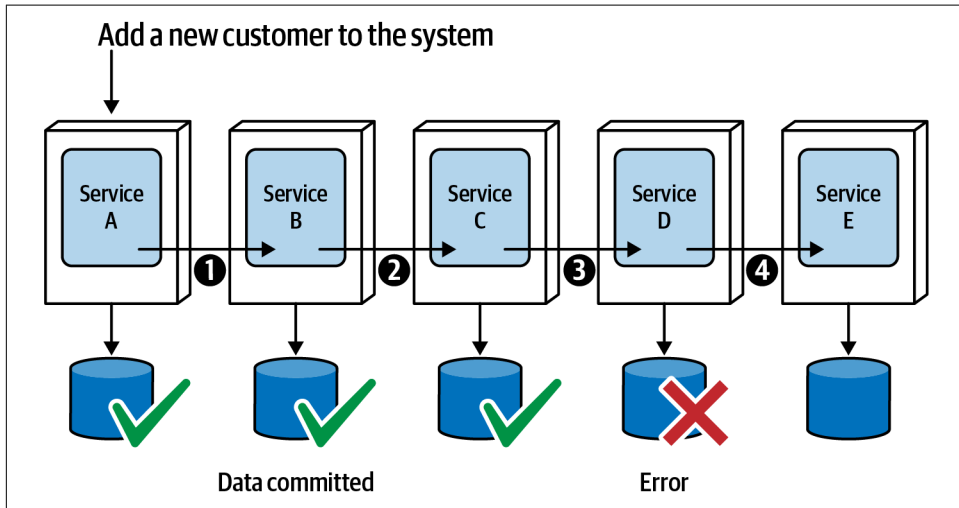 Add a new customer to the system
Service
A
Service
B
Service
C
Service
D
Service
E
1
2
3
4
Data committed
Error